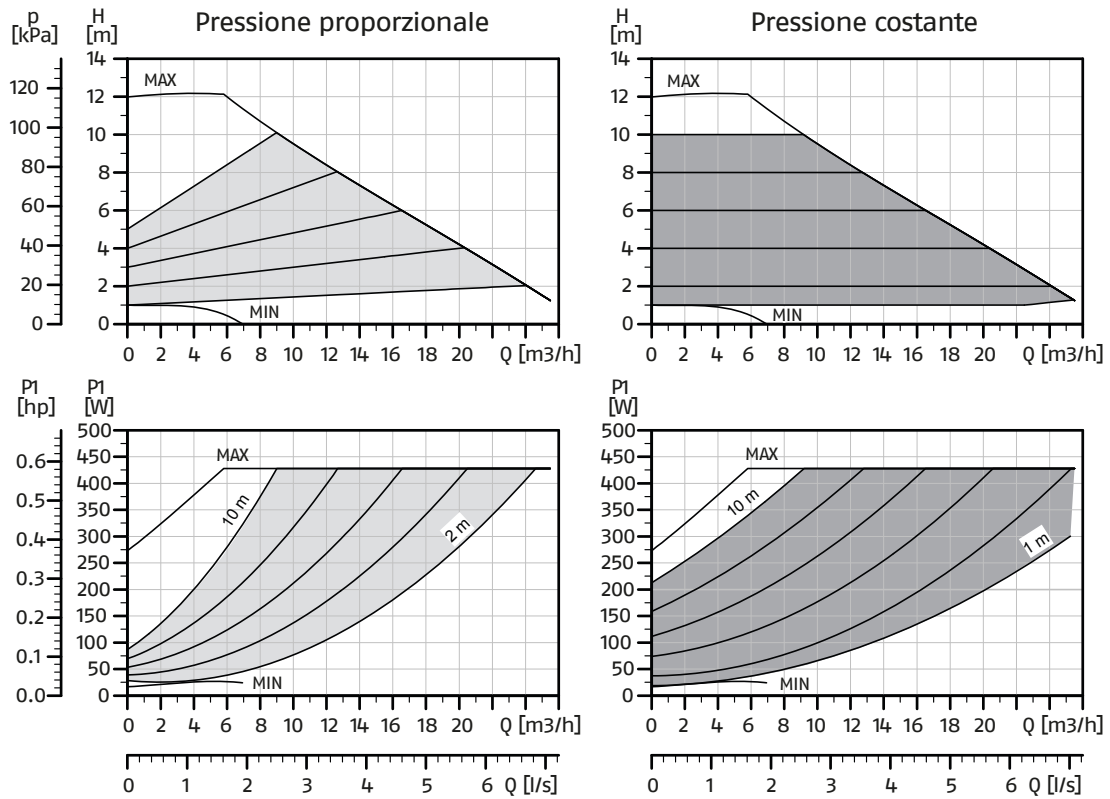 Pressione proporzionale
p
[kPa]
H
[m]
120
100
80
60
40
20
0
14
12
10
8
6
4
2
0
MAX
MIN
0 2 4 6 8 10 12 14 16 18 20 Q [m3/h]
Pressione costante
H
[m]
14
12
10
8
6
4
2
0
MAX
MIN
0 2 4 6 8 10 12 14 16 18 20 Q [m3/h]
P1
[hp]
P1
[W]
0.6
0.5
0.4
0.3
0.2
0.1
0.0
500
450
400
350
300
250
200
150
100
50
0
MAX
10 m
2 m
MIN
0 2 4 6 8 10 12 14 16 18 20 Q [m3/h]
0 1 2 3 4 5 6 Q [l/s]
P1
[W]
500
450
400
350
300
250
200
150
100
50
0
MAX
10 m
1 m
MIN
0 2 4 6 8 10 12 14 16 18 20 Q [m3/h]
0 1 2 3 4 5 6 Q [l/s]